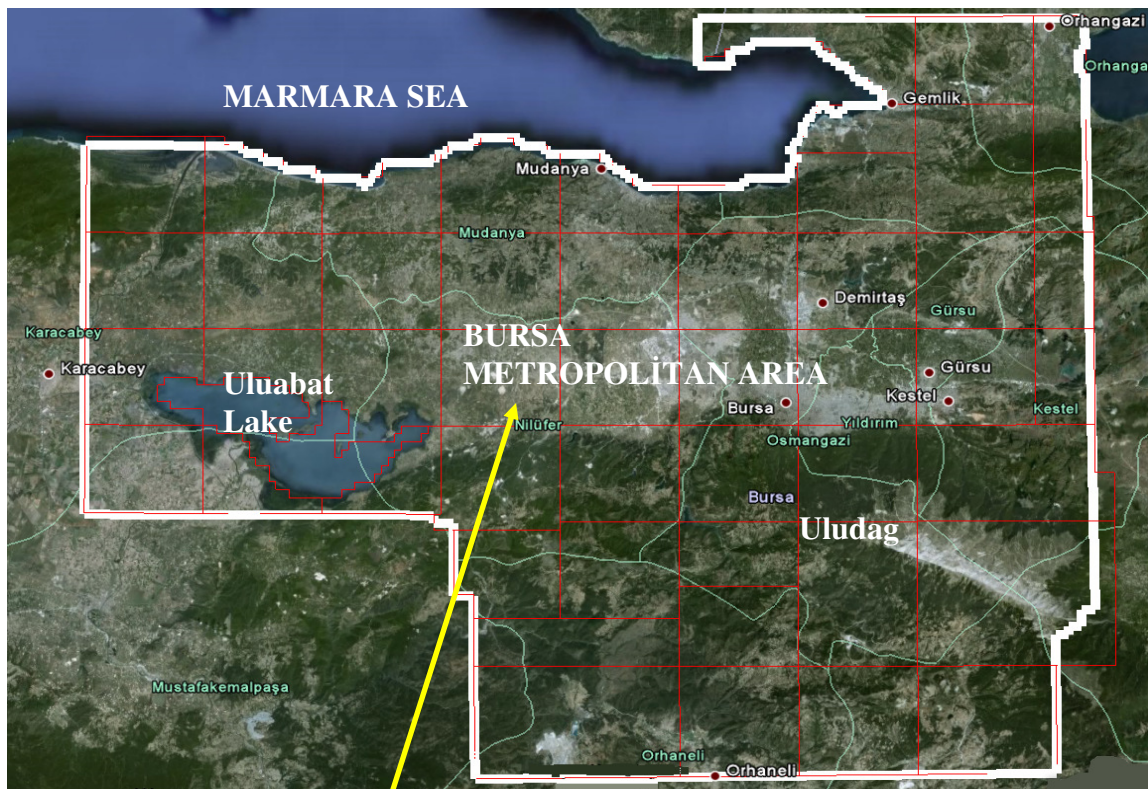 Orhangazi
Orhanga
MARMARA SEA
Gemlik
Mudanya
Mudanya
Demirtaş
Gürsu
Karacabey
BURSA
METROPOLİTAN AREA
Karacabey
Uluabat
Lake
Gürsu
Kestel
Bursa
Kestel
Nilüfer
Yıldırım
Osmangazi
Bursa
Uludag
Mustafakemalpaşa
Orhaneli
Orhaneli